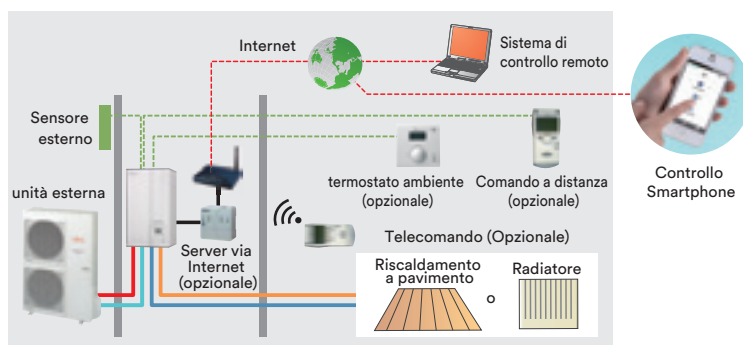 Internet
Sistema di
controllo remoto
Sensore
esterno
unità esterna
termostato ambiente
(opzionale)
Comando a distanza
(opzionale)
Controllo
Smartphone
Server via
Internet
(opzionale)
Telecomando (Opzionale)
Riscaldamento
a pavimento
o
Radiatore